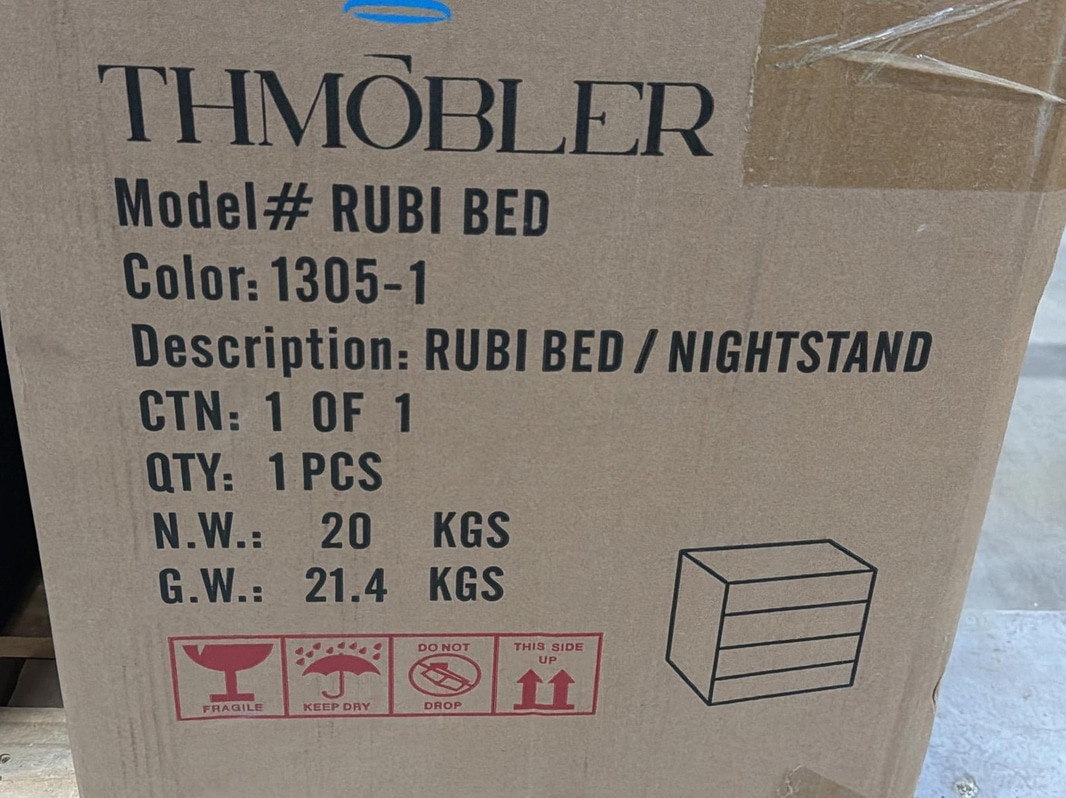 THMŌBLER
Model# RUBI BED
Color: 1305-1
Description: RUBI BED / NIGHTSTAND
CTN: 1 OF 1
QTY: 1 PCS
N.W.: 20 KGS
G.W.: 21.4 KGS
FRAGILE
KEEP DRY
DO NOT
DROP
THIS SIDE
UP